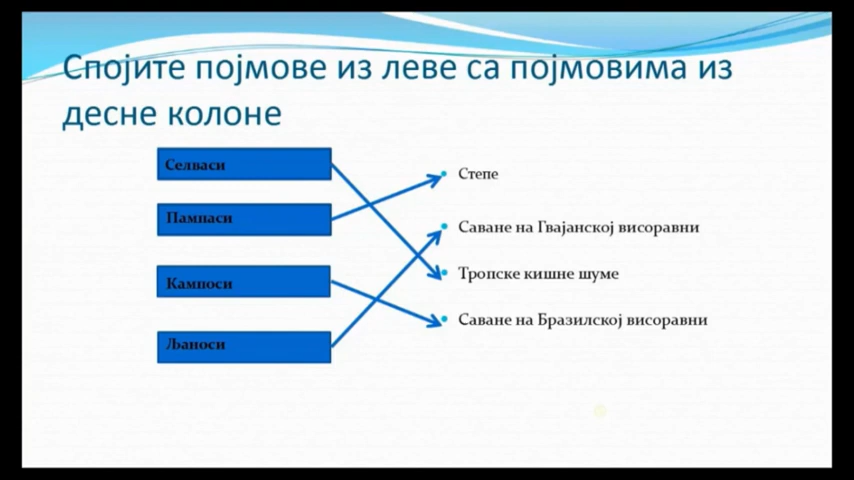 Спојите појмове из леве са појмовима из
десне колоне
Селваси
Пампаси
Кампоси
Љаноси
Степе
Саване на Гвајанској висоравни
Тропске кишне шуме
Саване на Бразилској висоравни